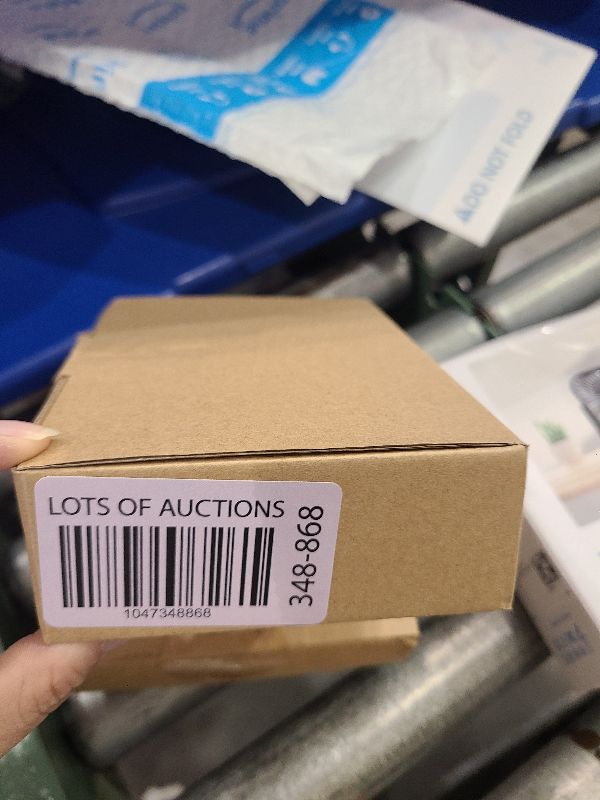 DO NOT FOLD
LOTS OF AUCTIONS
348-868
1047348868